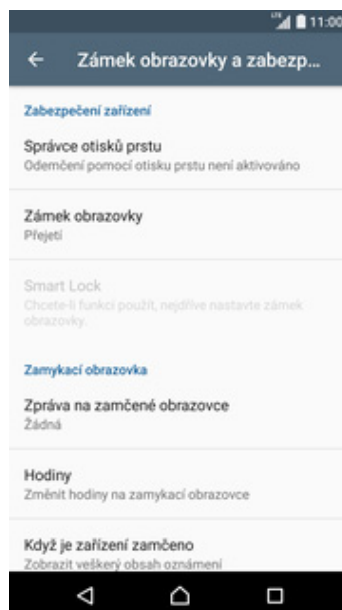 LTE 11:00
Zámek obrazovky a zabezp...
Zabezpečení zařízení
Správce otisků prstu
Odemčení pomocí otisku prstu není aktivováno
Zámek obrazovky
Přejetí
Smart Lock
Chcete-li funkci použít, nejdříve nastavte zámek
obrazovky.
Zamykací obrazovka
Zpráva na zamčené obrazovce
Žádná
Hodiny
Změnit hodiny na zamykací obrazovce
Když je zařízení zamčeno
Zobrazit veškerý obsah oznámení